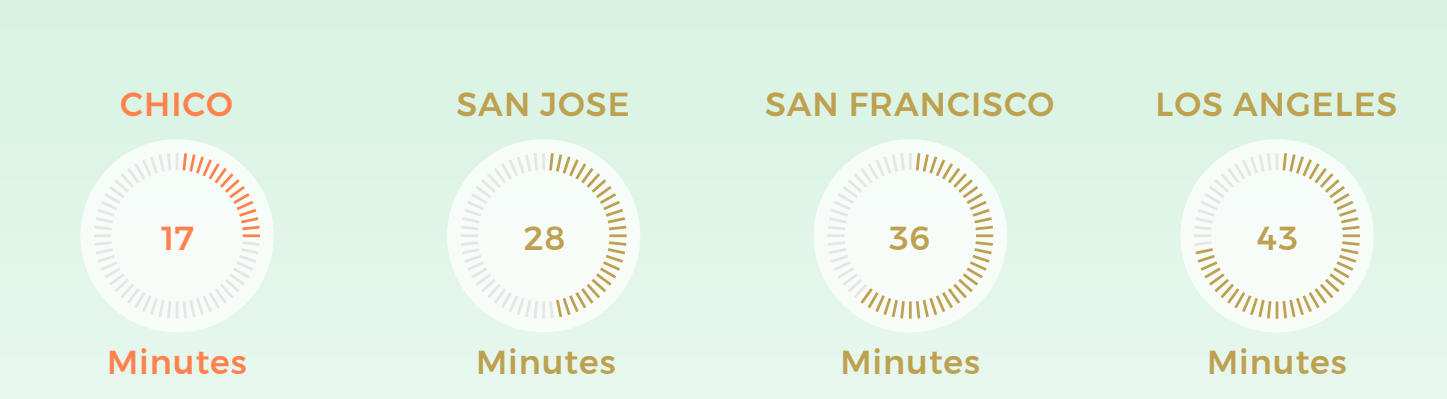 CHICO
SAN JOSE
SAN FRANCISCO
LOS ANGELES
17
28
36
43
Minutes
Minutes
Minutes
Minutes